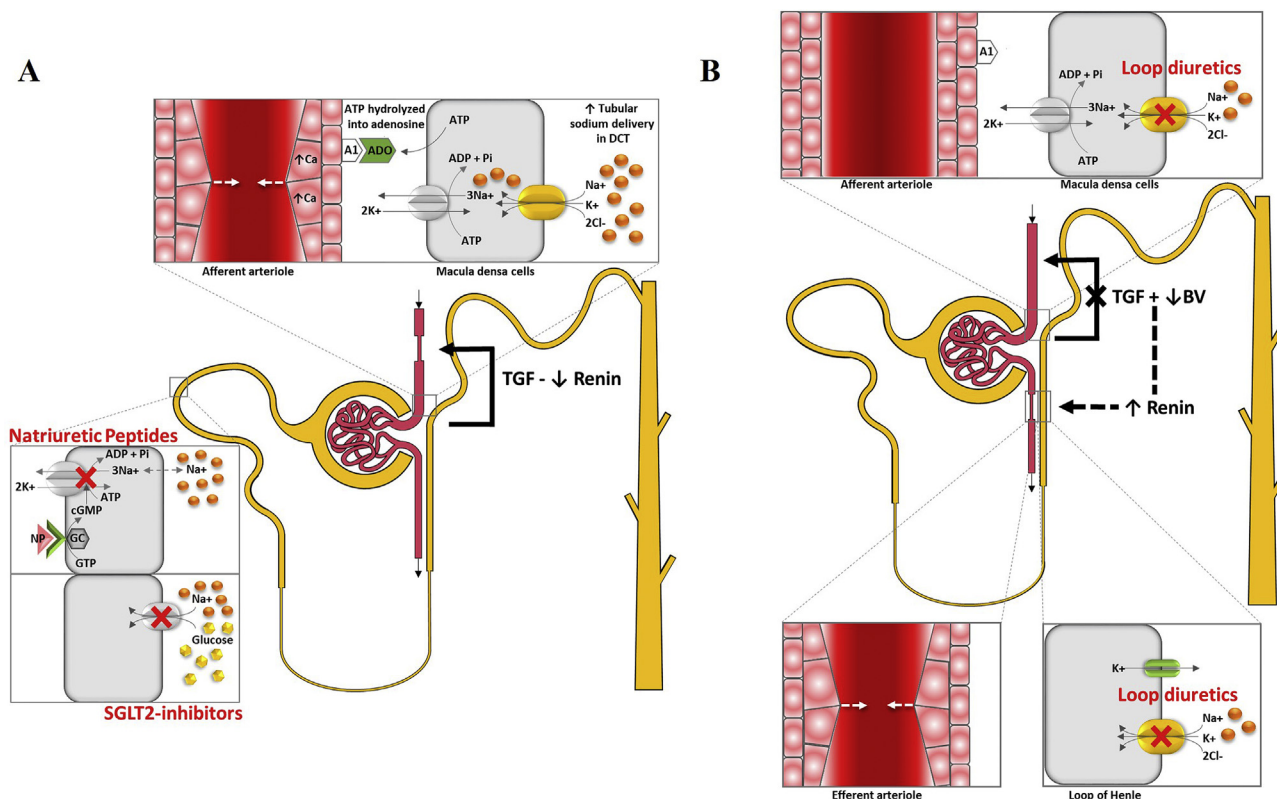 A
ATP hydrolyzed
into adenosine
ATP
↑ Tubular
sodium delivery
in DCT
↑Ca
A1
ADO
ADP + Pi
Na+
3Na+
K+
↑Ca
2K+
2Cl-
ATP
Afferent arteriole
Macula densa cells
TGF - ↓ Renin
Natriuretic Peptides
ADP + Pi
3Na+
Na+
2K+
ATP
cGMP
NP
GC
GTP
Na+
Glucose
SGLT2-inhibitors
B
A1
Loop diuretics
ADP + Pi
Na+
3Na+
K+
2K+
2Cl-
ATP
Afferent arteriole
Macula densa cells
TGF + ↓BV
↑ Renin
K+
Loop diuretics
Na+
K+
2Cl-
Efferent arteriole
Loop of Henle